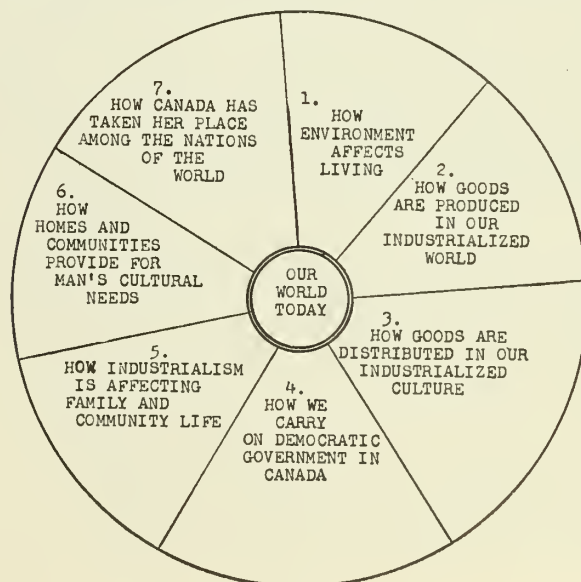 1.
HOW
ENVIRONMENT
AFFECTS
LIVING
2.
HOW GOODS
ARE PRODUCED
IN OUR
INDUSTRIALIZED
WORLD
3.
HOW GOODS ARE
DISTRIBUTED IN OUR
INDUSTRIALIZED
CULTURE
4.
HOW WE
CARRY
ON DEMOCRATIC
GOVERNMENT IN
CANADA
5.
HOW INDUSTRIALISM
IS AFFECTING
FAMILY AND
COMMUNITY LIFE
6.
HOW
HOMES AND
COMMUNITIES
PROVIDE FOR
MAN'S CULTURAL
NEEDS
7.
HOW CANADA HAS
TAKEN HER PLACE
AMONG THE NATIONS
OF THE
WORLD
OUR
WORLD
TODAY